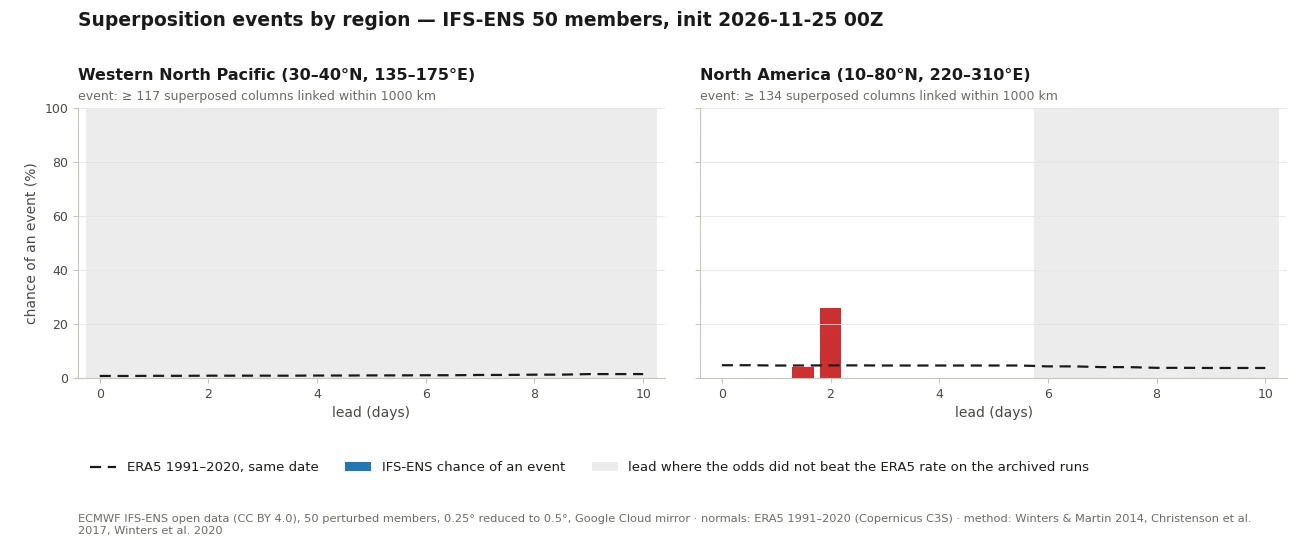 Superposition events by region — IFS-ENS 50 members, init 2026-11-25 00Z
Western North Pacific (30–40°N, 135–175°E)
event: ≥ 117 superposed columns linked within 1000 km
North America (10–80°N, 220–310°E)
event: ≥ 134 superposed columns linked within 1000 km
chance of an event (%)
100
80
60
40
20
0
0 2 4 6 8 10
lead (days)
0 2 4 6 8 10
lead (days)
ERA5 1991–2020, same date
IFS-ENS chance of an event
lead where the odds did not beat the ERA5 rate on the archived runs
ECMWF IFS-ENS open data (CC BY 4.0), 50 perturbed members, 0.25° reduced to 0.5°, Google Cloud mirror · normals: ERA5 1991–2020 (Copernicus C3S) · method: Winters & Martin 2014, Christenson et al.
2017, Winters et al. 2020